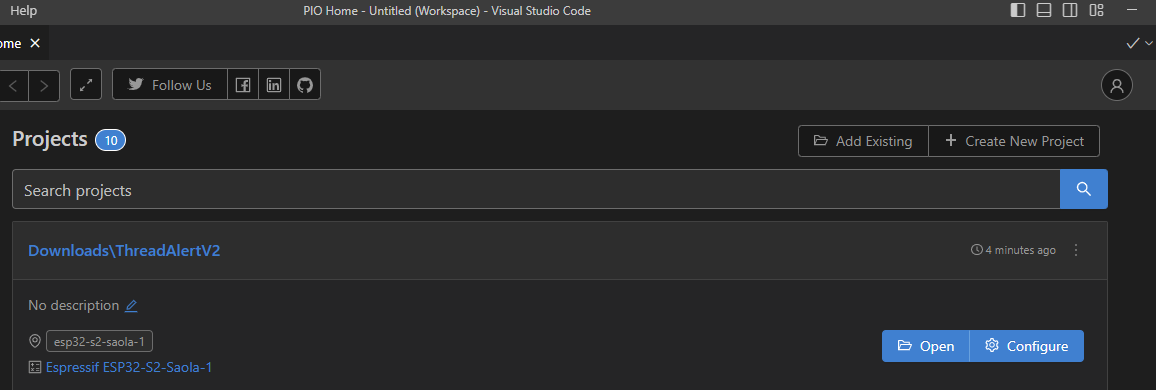 Help PIO Home - Untitled (Workspace) - Visual Studio Code
ome
Follow Us
Projects 10 Add Existing Create New Project
Search projects
Downloads\ThreadAlertV2 4 minutes ago
No description
esp32-s2-saola-1 Open Configure
Espressif ESP32-S2-Saola-1